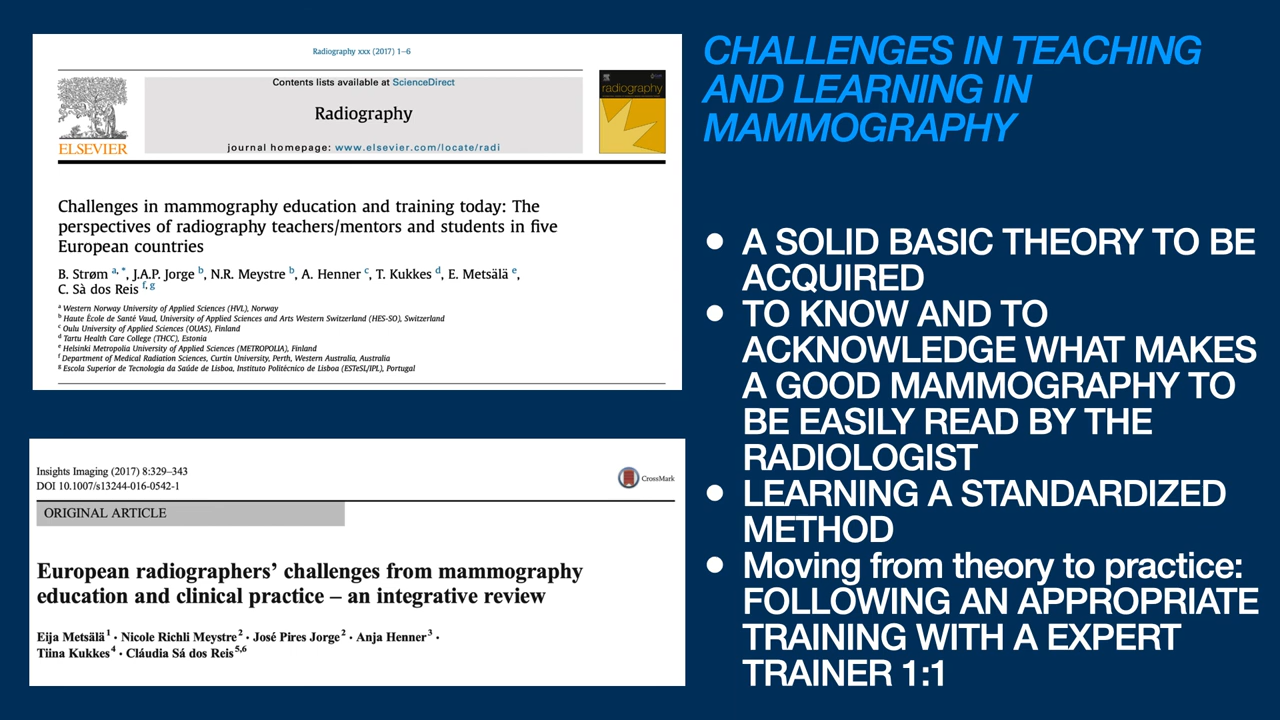 Radiography xxx (2017) 1–6
Contents lists available at ScienceDirect
Radiography
journal homepage: www.elsevier.com/locate/radi
ELSEVIER
radiography
Challenges in mammography education and training today: The
perspectives of radiography teachers/mentors and students in five
European countries
B. Strøm a, *, J.A.P. Jorge b, N.R. Meystre b, A. Henner c, T. Kukkes d, E. Metsälä e,
C. Sà dos Reis f, g
a Western Norway University of Applied Sciences (HVL), Norway
b Haute École de Santé Vaud, University of Applied Sciences and Arts Western Switzerland (HES-SO), Switzerland
c Oulu University of Applied Sciences (OUAS), Finland
d Tartu Health Care College (THCC), Estonia
e Helsinki Metropolia University of Applied Sciences (METROPOLIA), Finland
f Department of Medical Radiation Sciences, Curtin University, Perth, Western Australia, Australia
g Escola Superior de Tecnologia da Saúde de Lisboa, Instituto Politécnico de Lisboa (ESTeSL/IPL), Portugal
Insights Imaging (2017) 8:329–343
DOI 10.1007/s13244-016-0542-1
CrossMark
ORIGINAL ARTICLE
European radiographers’ challenges from mammography
education and clinical practice – an integrative review
Eija Metsälä 1 · Nicole Richli Meystre 2 · José Pires Jorge 2 · Anja Henner 3 ·
Tiina Kukkes 4 · Cláudia Sá dos Reis 5,6
CHALLENGES IN TEACHING
AND LEARNING IN
MAMMOGRAPHY
• A SOLID BASIC THEORY TO BE
ACQUIRED
• TO KNOW AND TO
ACKNOWLEDGE WHAT MAKES
A GOOD MAMMOGRAPHY TO
BE EASILY READ BY THE
RADIOLOGIST
• LEARNING A STANDARDIZED
METHOD
• Moving from theory to practice:
FOLLOWING AN APPROPRIATE
TRAINING WITH A EXPERT
TRAINER 1:1